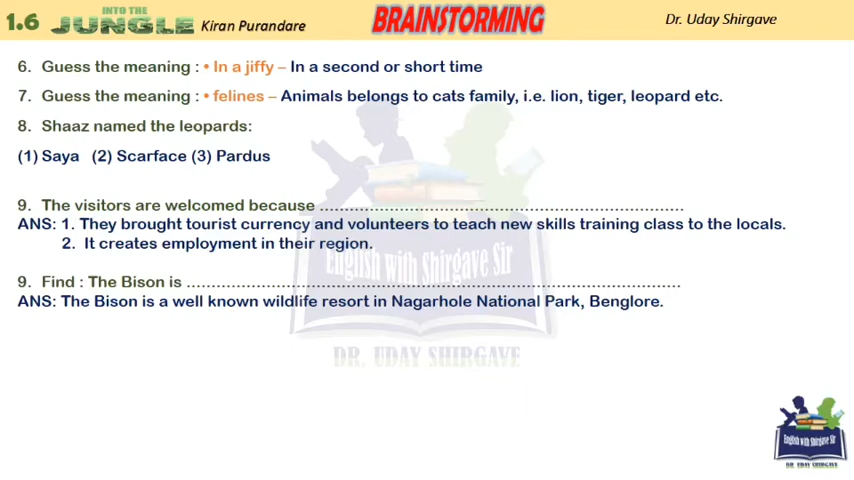 1.6 INTO THE JUNGLE Kiran Purandare BRAINSTORMING Dr. Uday Shirgave
6. Guess the meaning : • In a jiffy – In a second or short time
7. Guess the meaning : • felines – Animals belongs to cats family, i.e. lion, tiger, leopard etc.
8. Shaaz named the leopards:
(1) Saya (2) Scarface (3) Pardus
9. The visitors are welcomed because ........................................................................
ANS: 1. They brought tourist currency and volunteers to teach new skills training class to the locals.
2. It creates employment in their region.
9. Find : The Bison is ..................................................................................................
ANS: The Bison is a well known wildlife resort in Nagarhole National Park, Benglore.
English with Shirgave Sir
DR. UDAY SHIRGAVE
English with Shirgave Sir
DR. UDAY SHIRGAVE